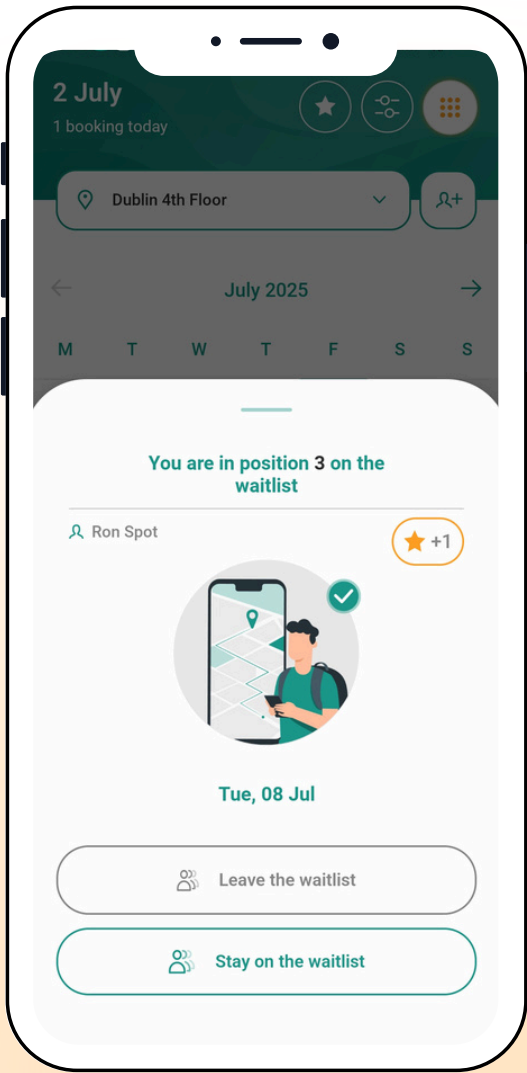 2 July
1 booking today
Dublin 4th Floor
July 2025
M T W T F S S
You are in position 3 on the
waitlist
Ron Spot
+1
Tue, 08 Jul
Leave the waitlist
Stay on the waitlist